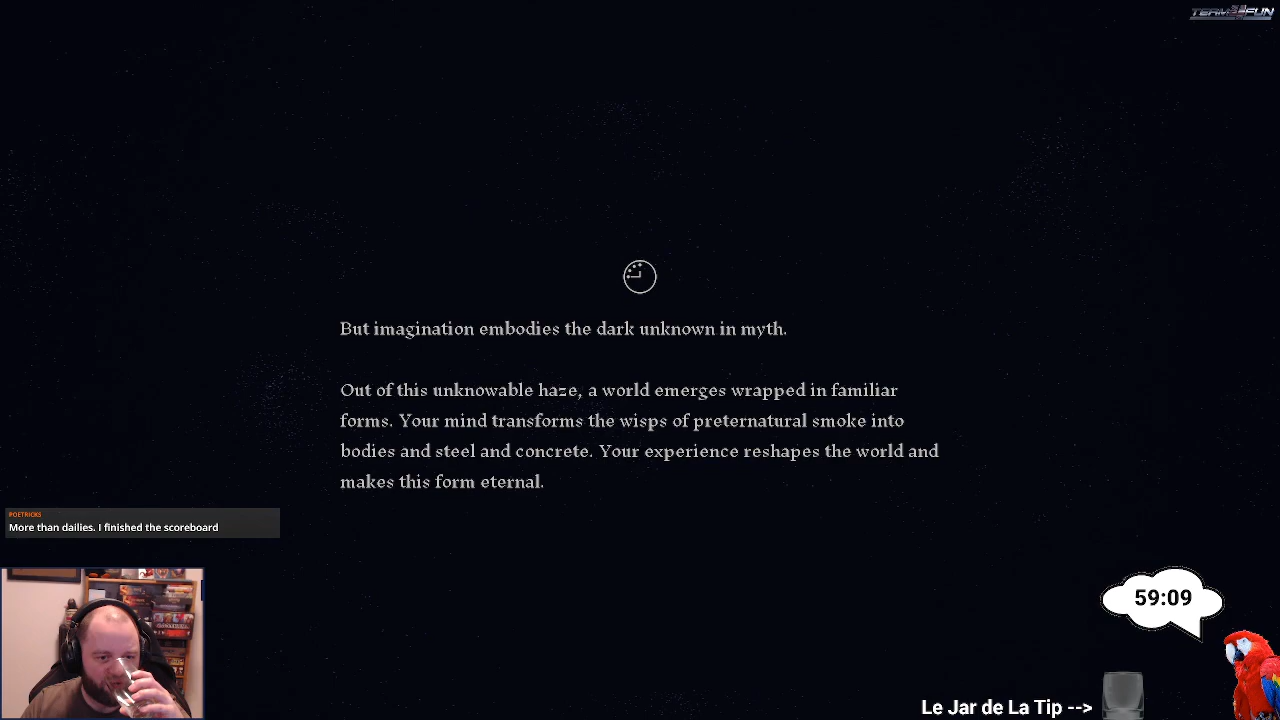 TEAM4FUN
But imagination embodies the dark unknown in myth.
Out of this unknowable haze, a world emerges wrapped in familiar
forms. Your mind transforms the wisps of preternatural smoke into
bodies and steel and concrete. Your experience reshapes the world and
makes this form eternal.
POETRICKS
More than dailies. I finished the scoreboard
59:09
Le Jar de La Tip -->